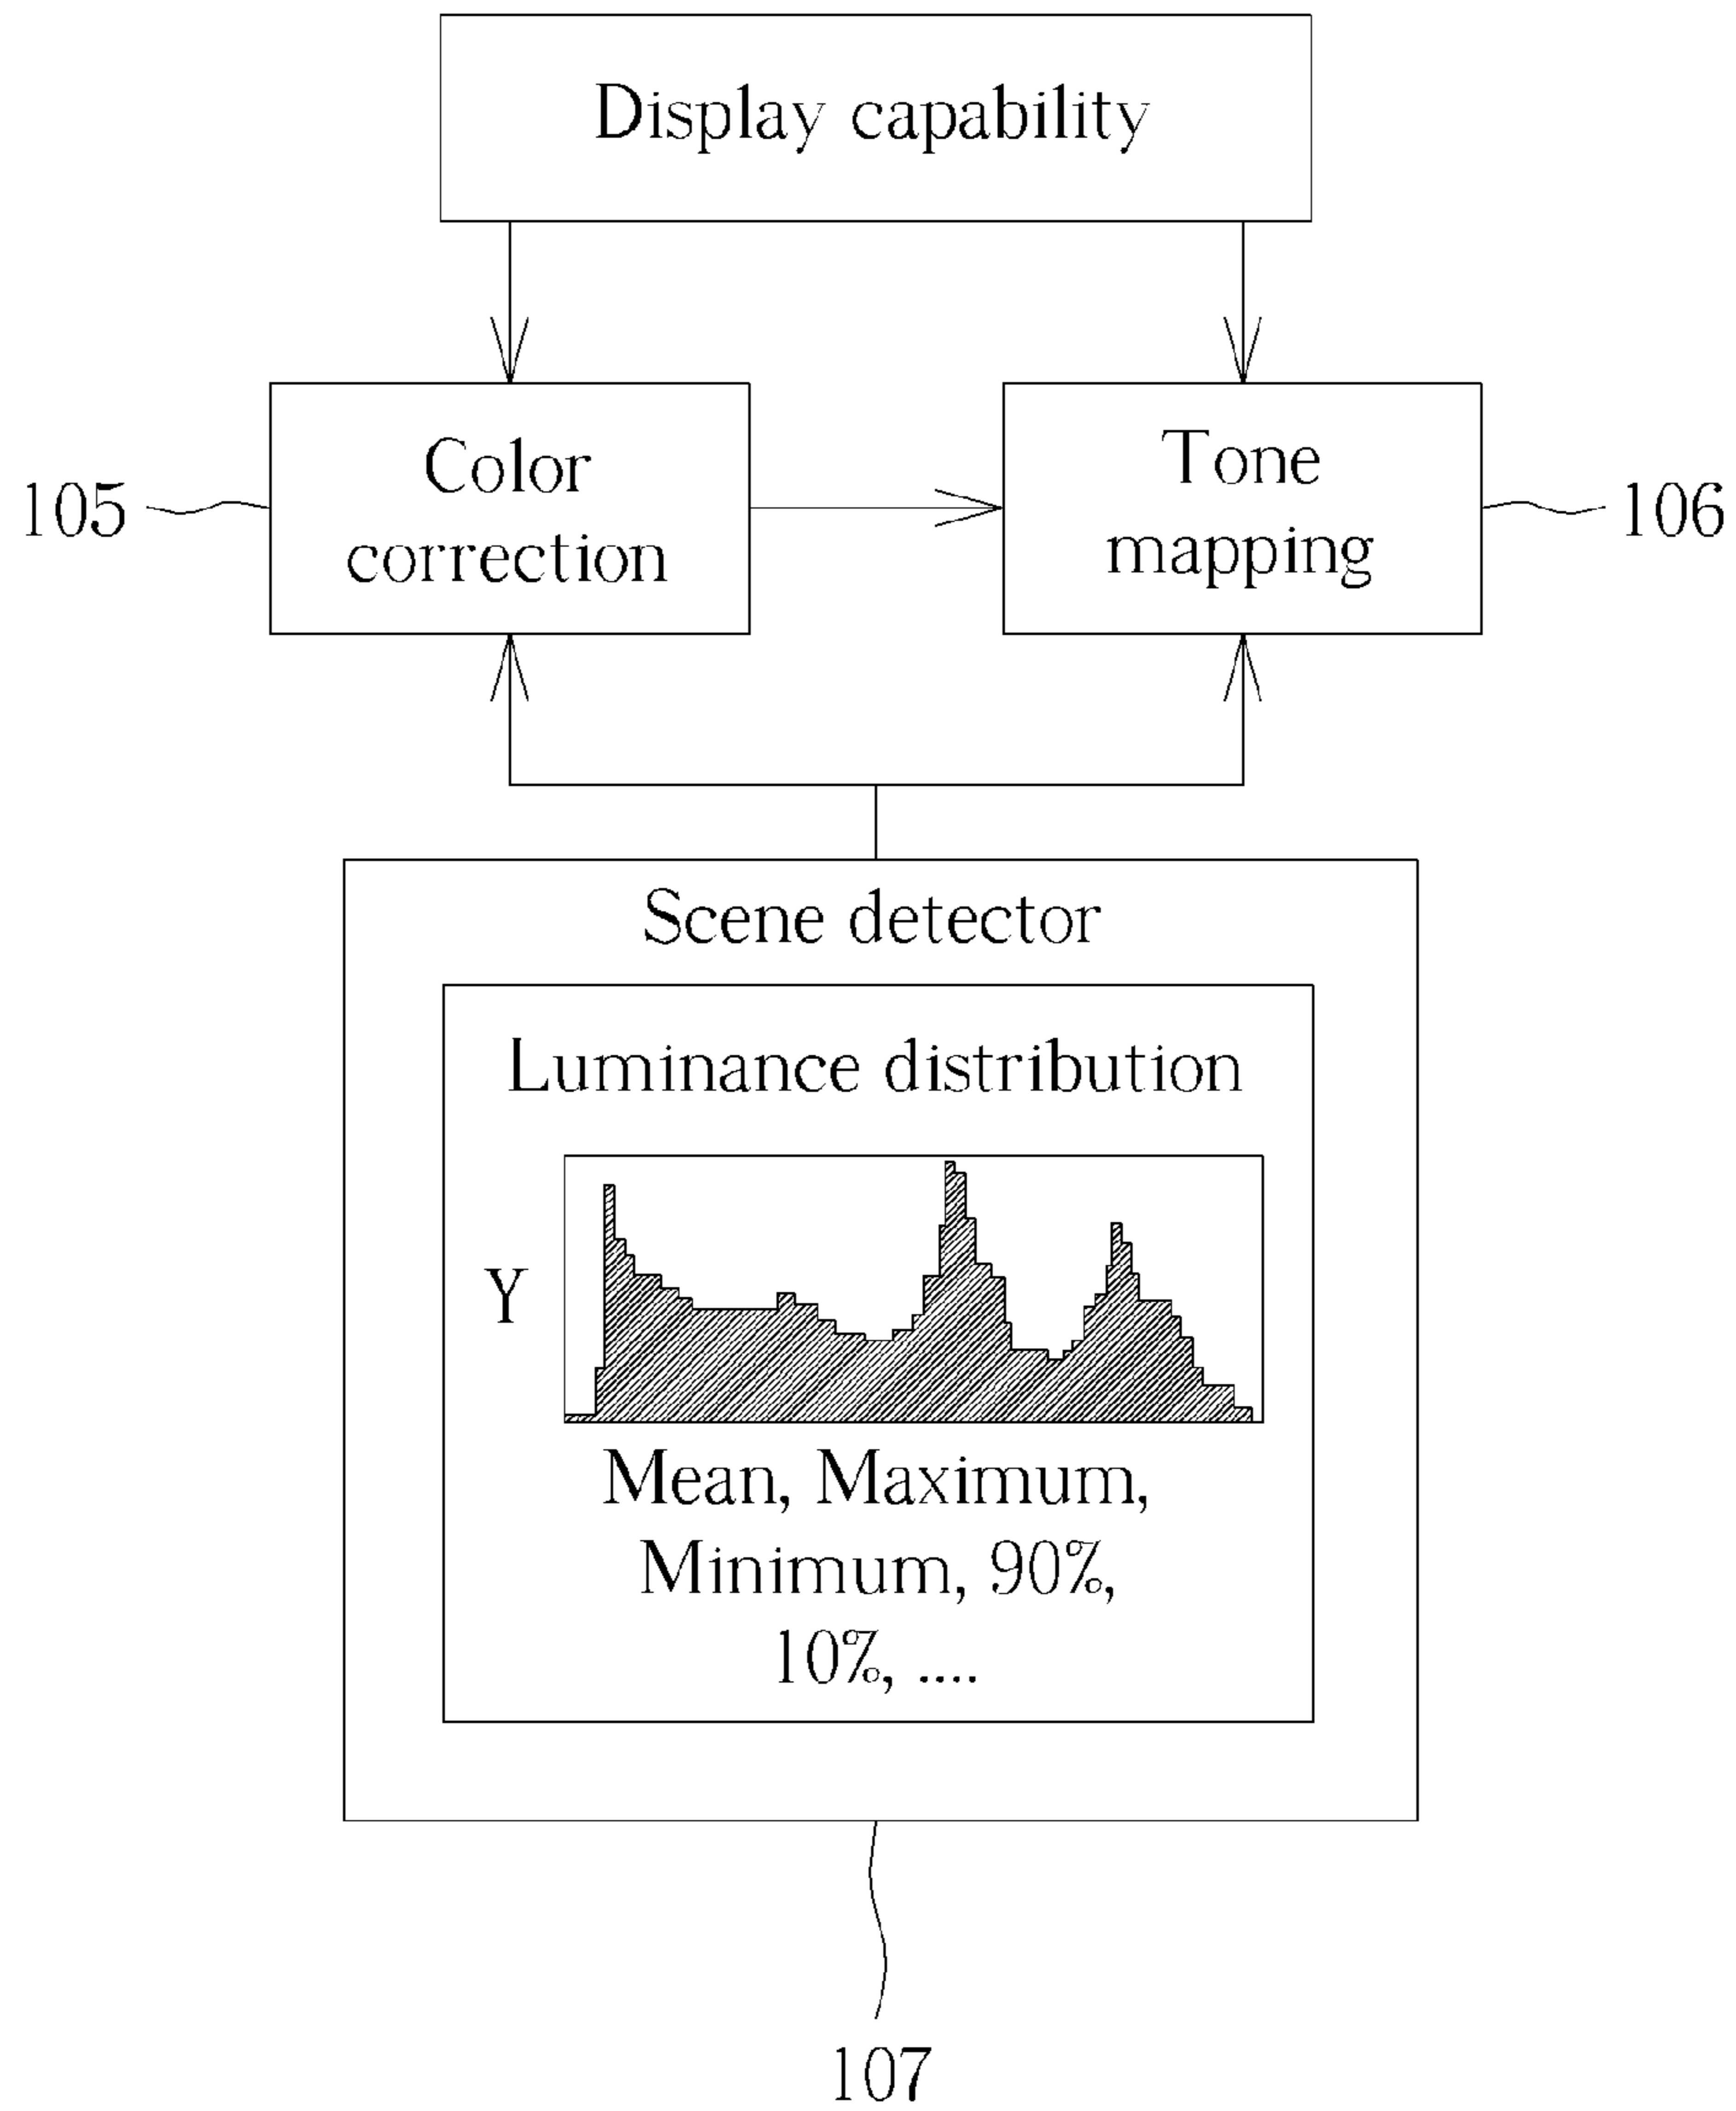 Display capability
Color
correction
Tone
mapping
105
106
Scene detector
Luminance distribution
Y
Mean, Maximum,
Minimum, 90%,
10%, ....
107